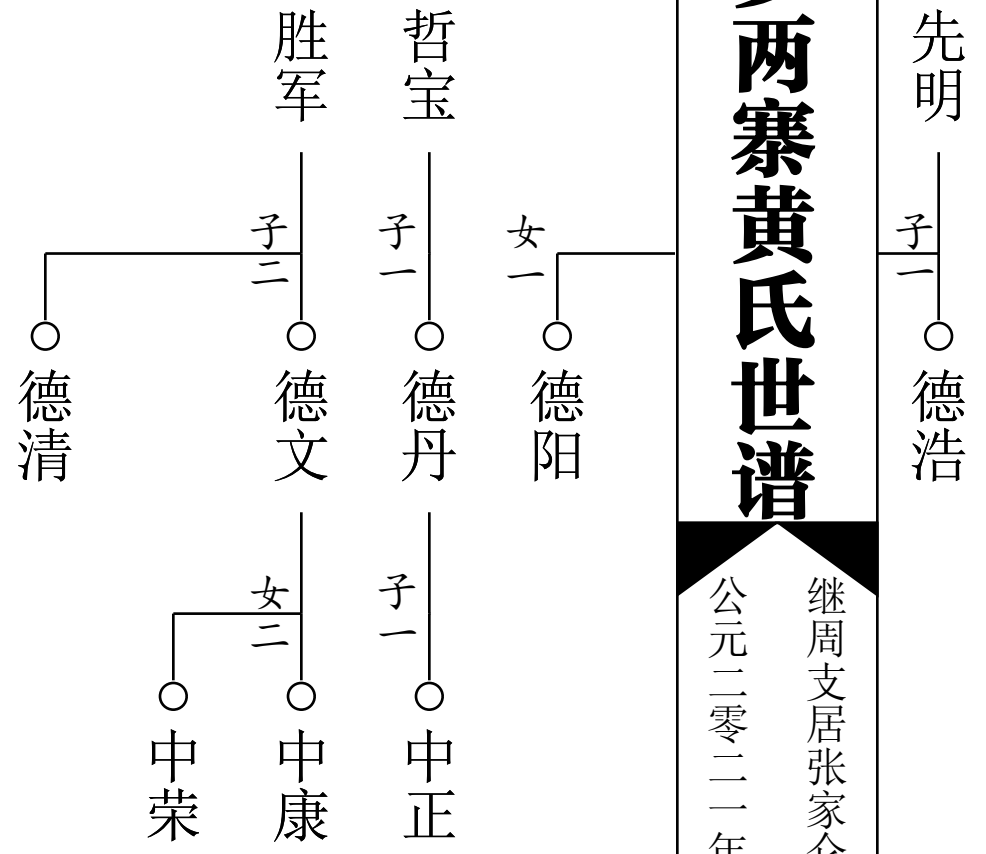 先明
子一
德浩
两寨黄氏世谱
继周支居张家
公元二零二一年
女一
德阳
哲宝
子一
德丹
子一
中正
胜军
子二
德文
德清
女二
中康
中荣